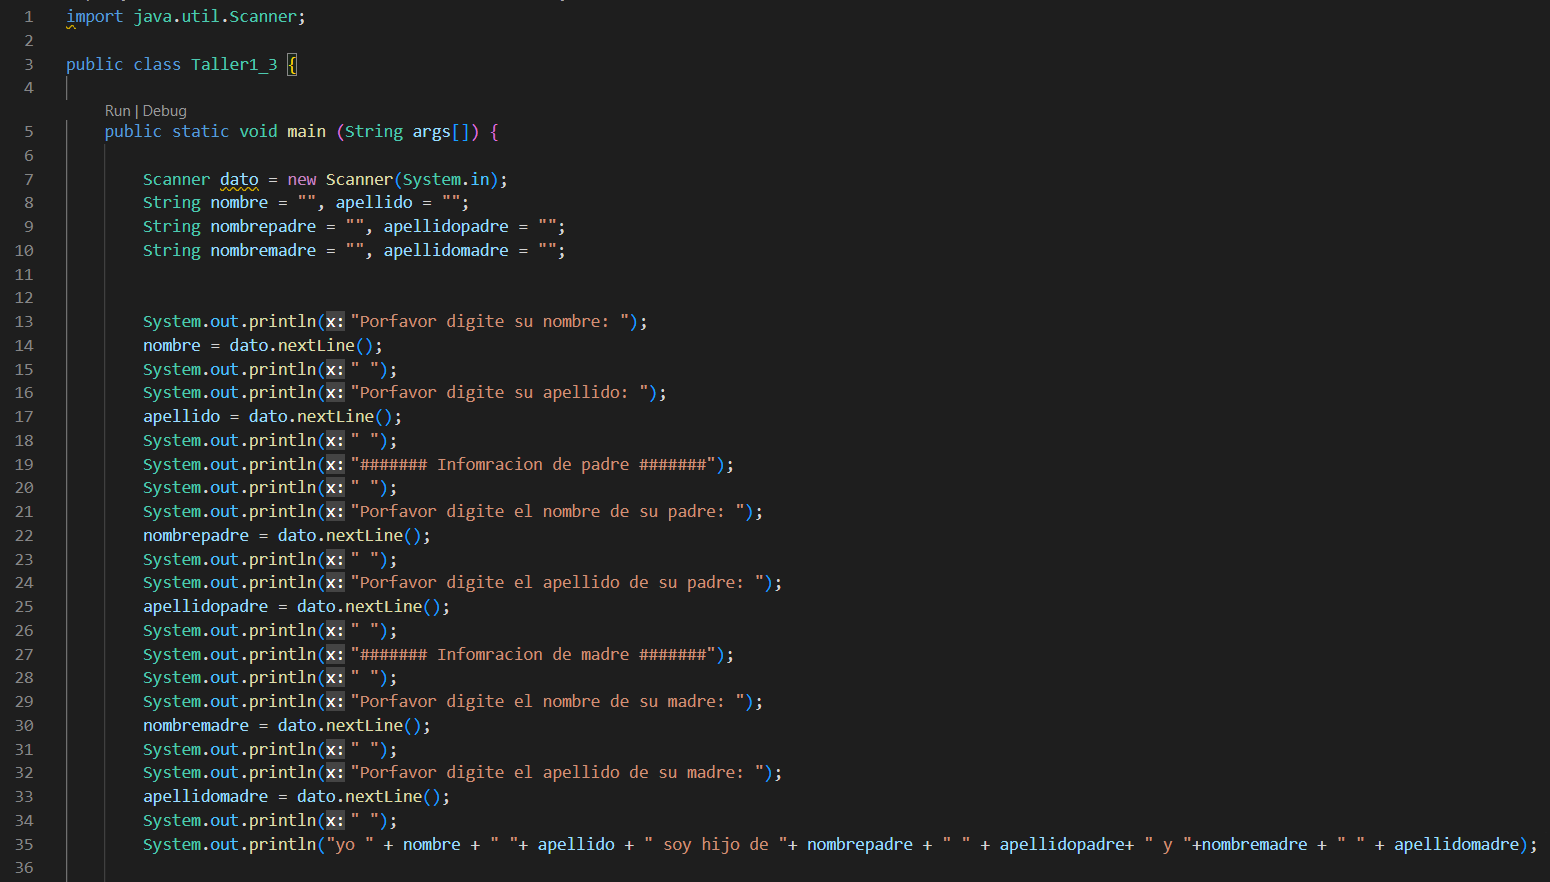 1 import java.util.Scanner;
2
3 public class Taller1_3 {
4
Run | Debug
5 public static void main (String args[]) {
6
7 Scanner dato = new Scanner(System.in);
8 String nombre = "", apellido = "";
9 String nombrepadre = "", apellidopadre = "";
10 String nombremadre = "", apellidomadre = "";
11
12
13 System.out.println(x: "Porfavor digite su nombre: ");
14 nombre = dato.nextLine();
15 System.out.println(x: " ");
16 System.out.println(x: "Porfavor digite su apellido: ");
17 apellido = dato.nextLine();
18 System.out.println(x: " ");
19 System.out.println(x: "####### Infomracion de padre #######");
20 System.out.println(x: " ");
21 System.out.println(x: "Porfavor digite el nombre de su padre: ");
22 nombrepadre = dato.nextLine();
23 System.out.println(x: " ");
24 System.out.println(x: "Porfavor digite el apellido de su padre: ");
25 apellidopadre = dato.nextLine();
26 System.out.println(x: " ");
27 System.out.println(x: "####### Infomracion de madre #######");
28 System.out.println(x: " ");
29 System.out.println(x: "Porfavor digite el nombre de su madre: ");
30 nombremadre = dato.nextLine();
31 System.out.println(x: " ");
32 System.out.println(x: "Porfavor digite el apellido de su madre: ");
33 apellidomadre = dato.nextLine();
34 System.out.println(x: " ");
35 System.out.println("yo " + nombre + " "+ apellido + " soy hijo de "+ nombrepadre + " " + apellidopadre+ " y "+nombremadre + " " + apellidomadre);
36